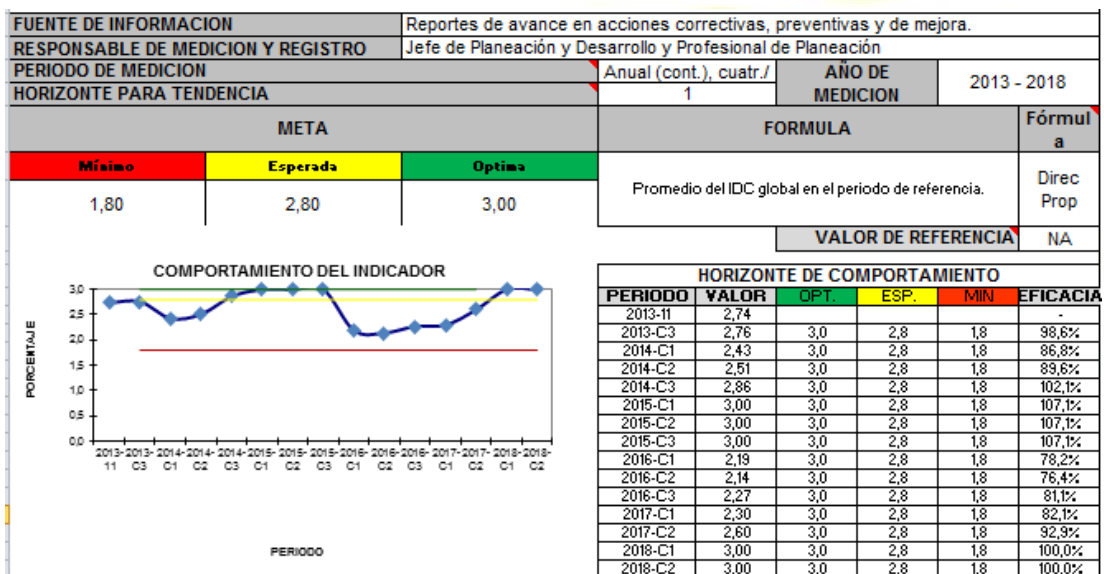 FUENTE DE INFORMACION Reportes de avance en acciones correctivas, preventivas y de mejora.
RESPONSABLE DE MEDICION Y REGISTRO Jefe de Planeación y Desarrollo y Profesional de Planeación
PERIODO DE MEDICION Anual (cont.), cuatr./ AÑO DE MEDICION 2013 - 2018
HORIZONTE PARA TENDENCIA 1
META FORMULA Fórmul
a
Mínimo Esperada Optima
1,80 2,80 3,00
Promedio del IDC global en el periodo de referencia.
Direc
Prop
VALOR DE REFERENCIA NA
COMPORTAMIENTO DEL INDICADOR
PORCENTAJE
3,0
2,5
2,0
1,5
1,0
0,5
0,0
2013- 2013- 2014- 2014- 2014- 2015- 2015- 2015- 2016- 2016- 2016- 2017- 2017- 2018- 2018-
11 C3 C1 C2 C3 C1 C2 C3 C1 C2 C3 C1 C2 C1 C2
PERIODO
HORIZONTE DE COMPORTAMIENTO
PERIODO VALOR OPT. ESP. MIN EFICACIA
2013-11 2,74 -
2013-C3 2,76 3,0 2,8 1,8 98,6%
2014-C1 2,43 3,0 2,8 1,8 86,8%
2014-C2 2,51 3,0 2,8 1,8 89,6%
2014-C3 2,86 3,0 2,8 1,8 102,1%
2015-C1 3,00 3,0 2,8 1,8 107,1%
2015-C2 3,00 3,0 2,8 1,8 107,1%
2015-C3 3,00 3,0 2,8 1,8 107,1%
2016-C1 2,19 3,0 2,8 1,8 78,2%
2016-C2 2,14 3,0 2,8 1,8 76,4%
2016-C3 2,27 3,0 2,8 1,8 81,1%
2017-C1 2,30 3,0 2,8 1,8 82,1%
2017-C2 2,60 3,0 2,8 1,8 92,9%
2018-C1 3,00 3,0 2,8 1,8 100,0%
2018-C2 3,00 3,0 2,8 1,8 100,0%